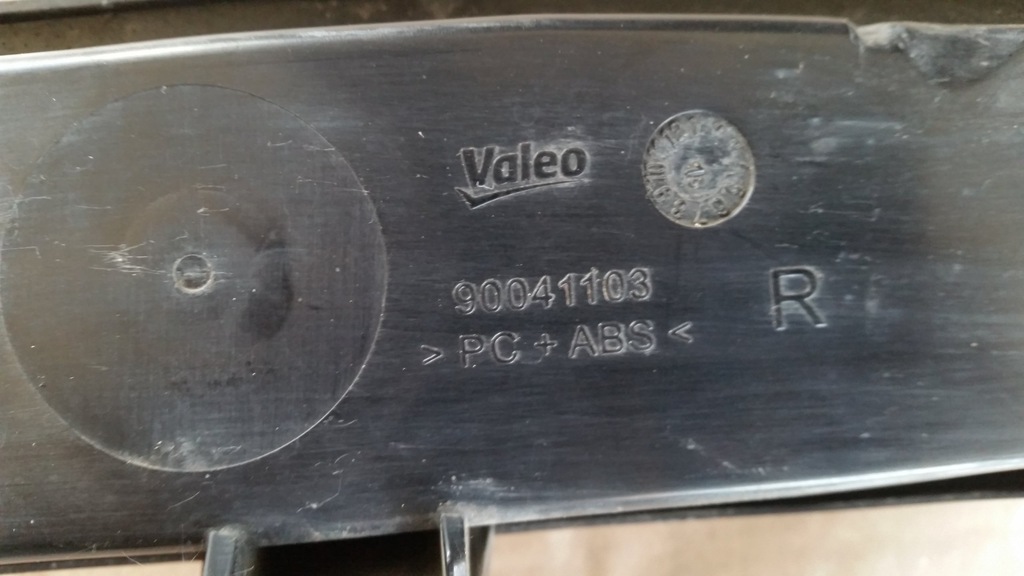 Valeo
90041103
> PC + ABS <
R